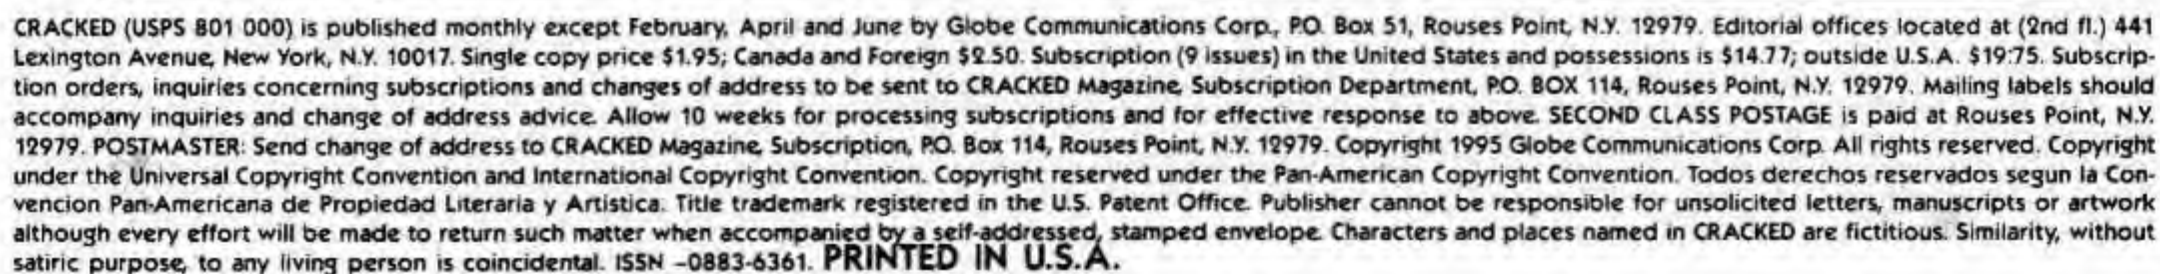 CRACKED (USPS 801 000) is published monthly except February, April and June by Globe Communications Corp., P.O. Box 51, Rouses Point, N.Y. 12979. Editorial offices located at (2nd fl.) 441
Lexington Avenue, New York, N.Y. 10017. Single copy price $1.95; Canada and Foreign $2.50. Subscription (9 issues) in the United States and possessions is $14.77; outside U.S.A. $19.75. Subscrip-
tion orders, inquiries concerning subscriptions and changes of address to be sent to CRACKED Magazine, Subscription Department, P.O. BOX 114, Rouses Point, N.Y. 12979. Mailing labels should
accompany inquiries and change of address advice. Allow 10 weeks for processing subscriptions and for effective response to above. SECOND CLASS POSTAGE is paid at Rouses Point, N.Y.
12979. POSTMASTER: Send change of address to CRACKED Magazine, Subscription, P.O. Box 114, Rouses Point, N.Y. 12979. Copyright 1995 Globe Communications Corp. All rights reserved. Copyright
under the Universal Copyright Convention and International Copyright Convention. Copyright reserved under the Pan-American Copyright Convention. Todos derechos reservados segun la Con-
vencion Pan-Americana de Propiedad Literaria y Artistica. Title trademark registered in the U.S. Patent Office. Publisher cannot be responsible for unsolicited letters, manuscripts or artwork
although every effort will be made to return such matter when accompanied by a self-addressed, stamped envelope. Characters and places named in CRACKED are fictitious. Similarity, without
satiric purpose, to any living person is coincidental. ISSN -0883-6361. PRINTED IN U.S.A.